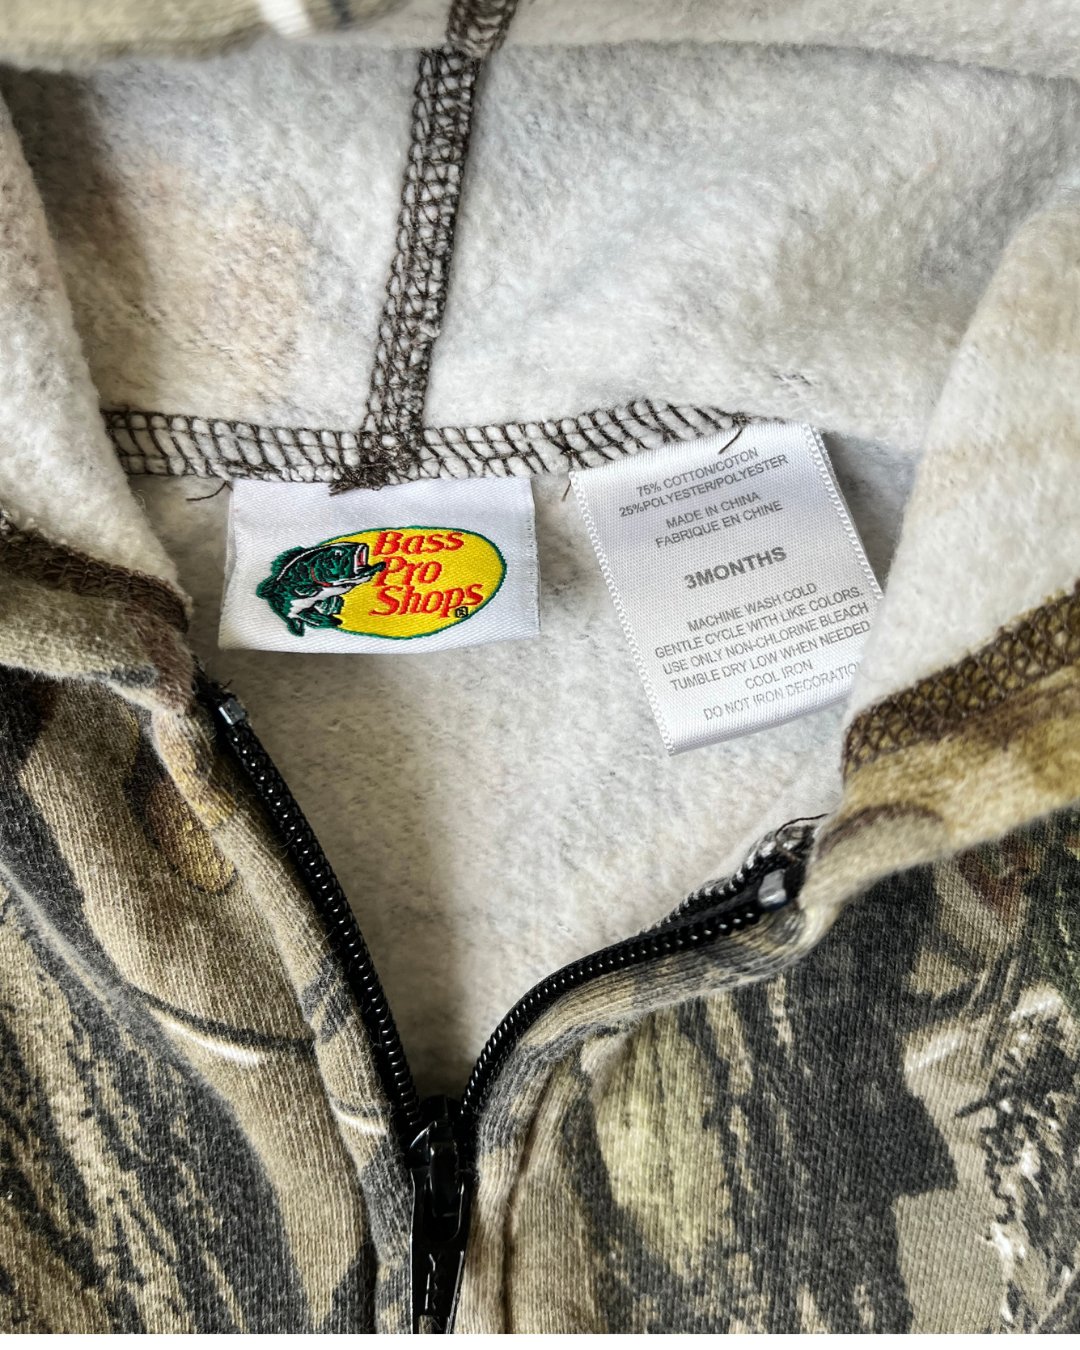 Bass
Pro
Shops
75% COTTON/COTON
25%POLYESTER/POLYESTER
MADE IN CHINA
FABRIQUE EN CHINE
3MONTHS
MACHINE WASH COLD
GENTLE CYCLE WITH LIKE COLORS.
USE ONLY NON-CHLORINE BLEACH
TUMBLE DRY LOW WHEN NEEDED
COOL IRON
DO NOT IRON DECORATIO